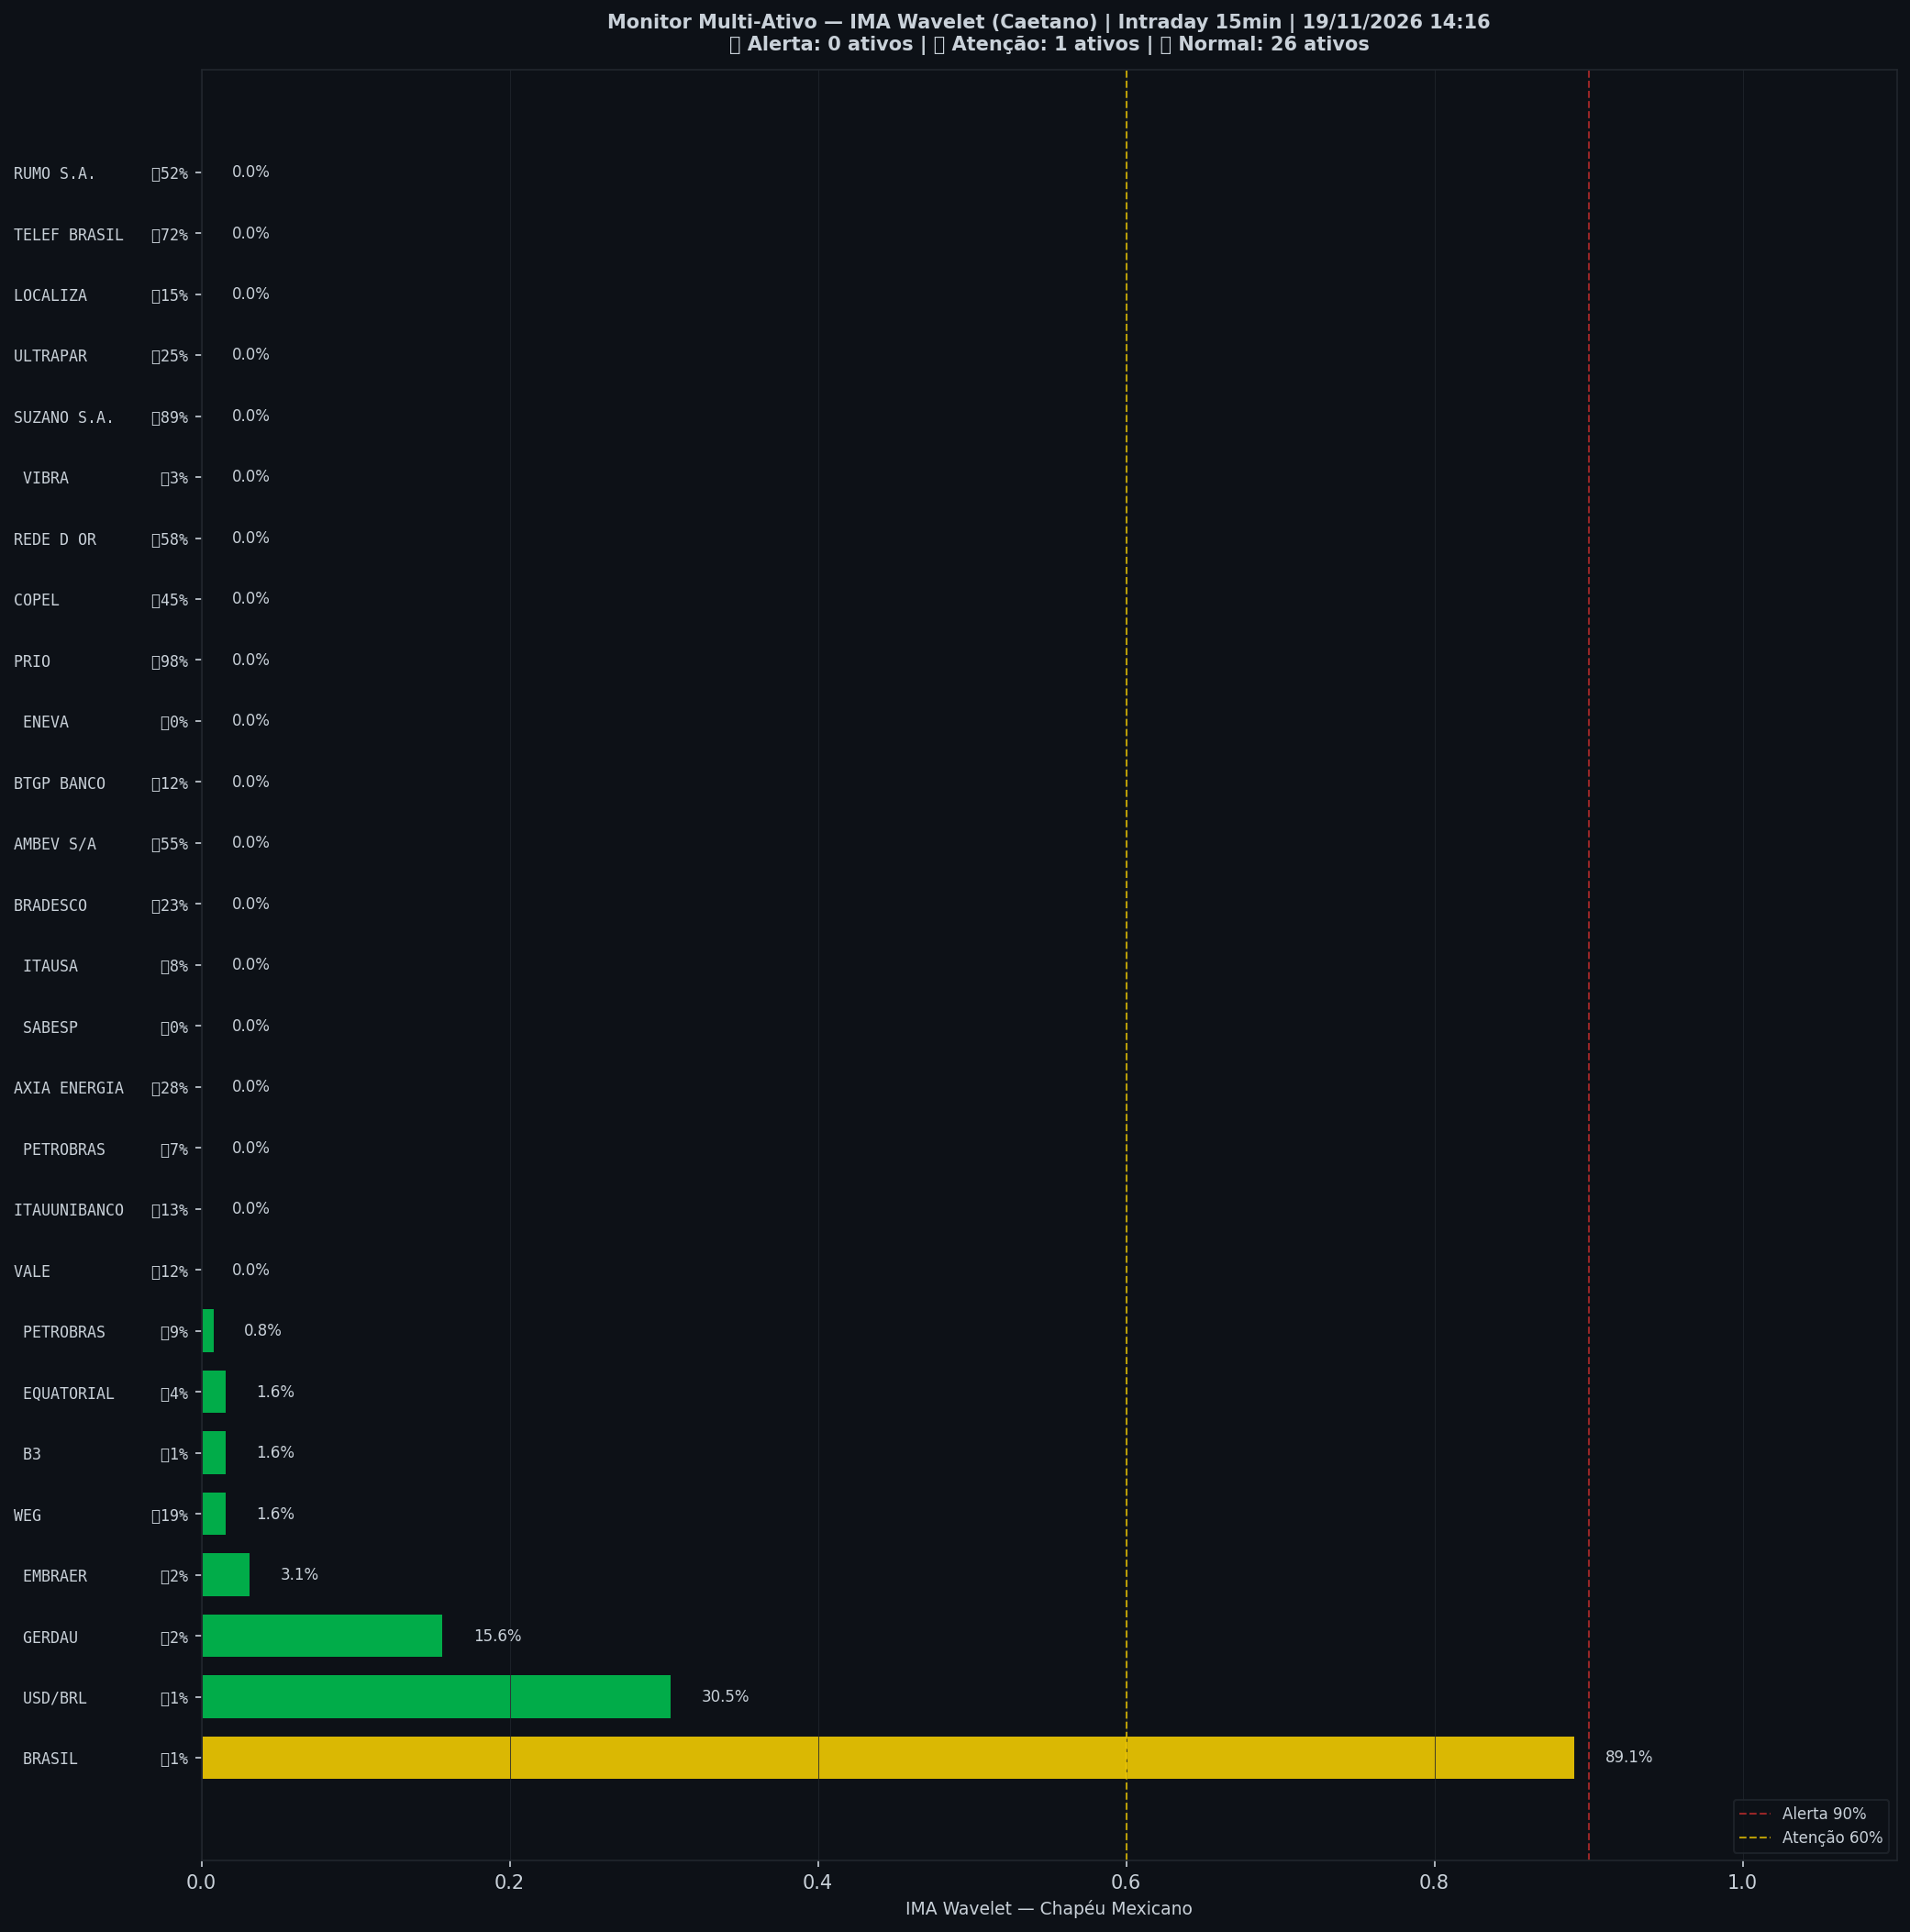 Monitor Multi-Ativo — IMA Wavelet (Caetano) | Intraday 15min | 19/11/2026 14:16
Alerta: 0 ativos | Atenção: 1 ativos | Normal: 26 ativos
RUMO S.A. 52% 0.0%
TELEF BRASIL 72% 0.0%
LOCALIZA 15% 0.0%
ULTRAPAR 25% 0.0%
SUZANO S.A. 89% 0.0%
VIBRA 3% 0.0%
REDE D OR 58% 0.0%
COPEL 45% 0.0%
PRIO 98% 0.0%
ENEVA 0% 0.0%
BTGP BANCO 12% 0.0%
AMBEV S/A 55% 0.0%
BRADESCO 23% 0.0%
ITAUSA 8% 0.0%
SABESP 0% 0.0%
AXIA ENERGIA 28% 0.0%
PETROBRAS 7% 0.0%
ITAUUNIBANCO 13% 0.0%
VALE 12% 0.0%
PETROBRAS 9% 0.8%
EQUATORIAL 4% 1.6%
B3 1% 1.6%
WEG 19% 1.6%
EMBRAER 2% 3.1%
GERDAU 2% 15.6%
USD/BRL 1% 30.5%
BRASIL 1% 89.1%
Alerta 90%
Atenção 60%
0.0 0.2 0.4 0.6 0.8 1.0
IMA Wavelet — Chapéu Mexicano